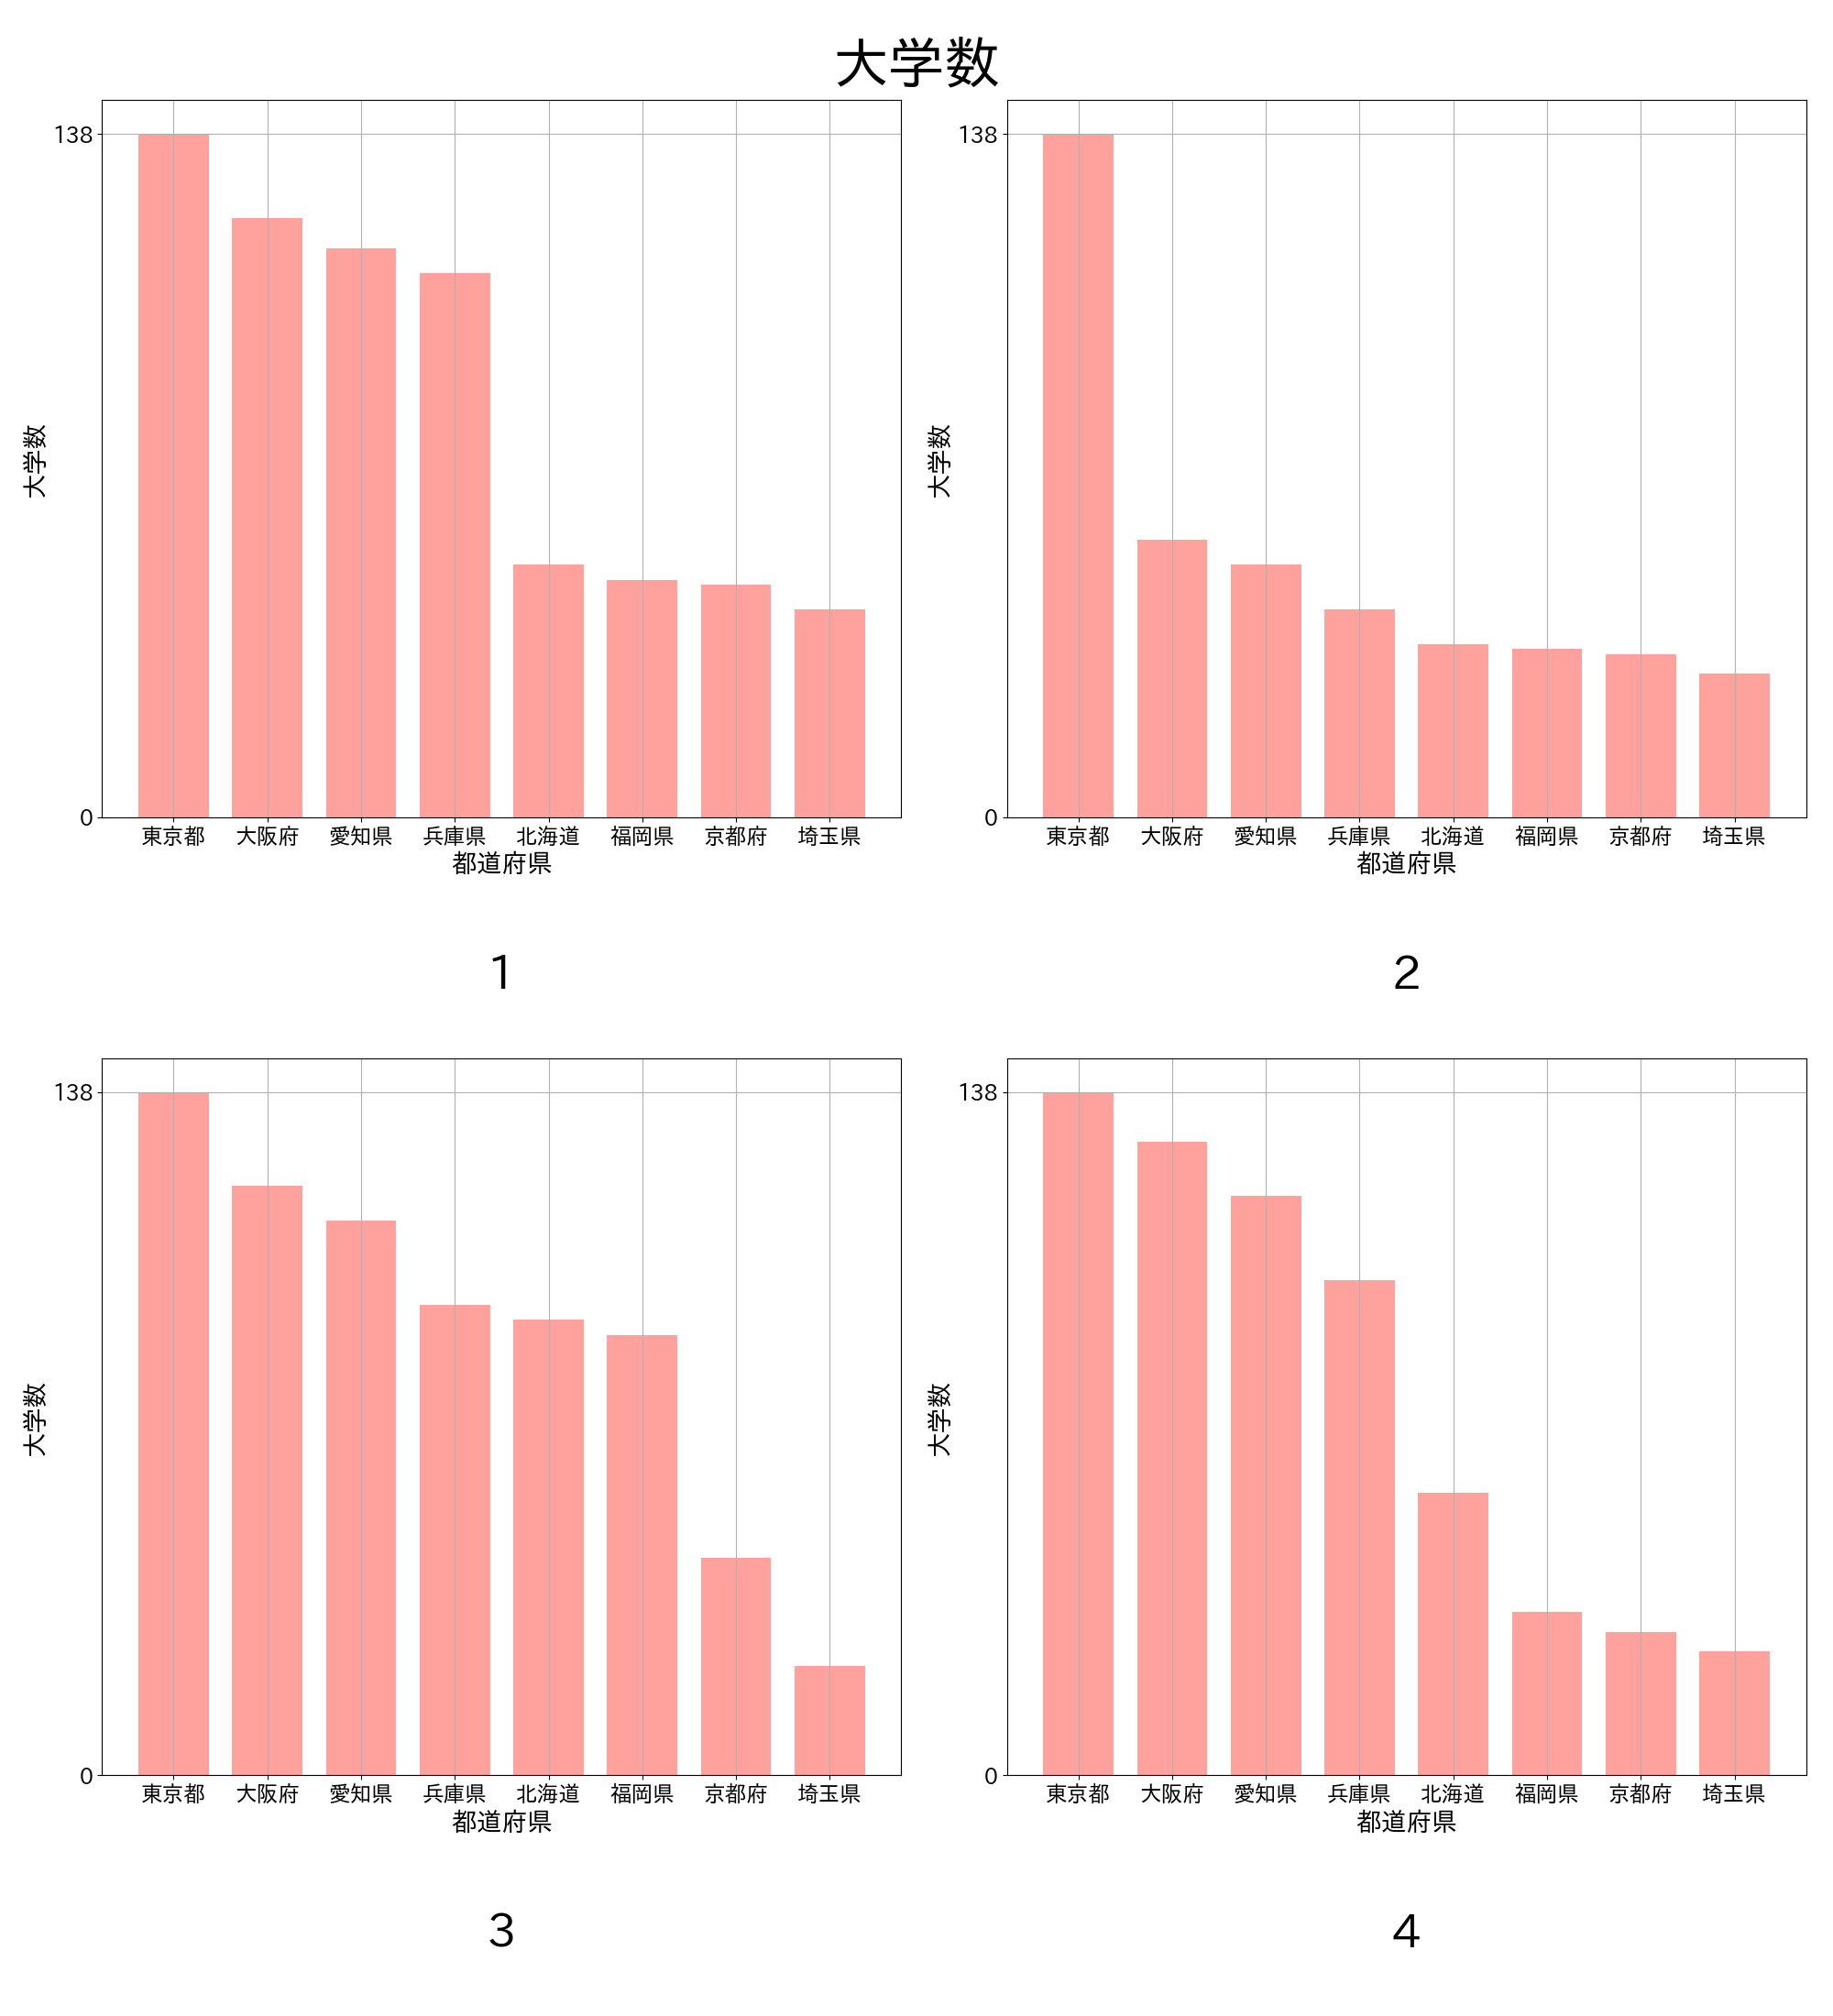 大学数
138
0
大学数
東京都 大阪府 愛知県 兵庫県 北海道 福岡県 京都府 埼玉県
都道府県
1
138
0
大学数
東京都 大阪府 愛知県 兵庫県 北海道 福岡県 京都府 埼玉県
都道府県
2
138
0
大学数
東京都 大阪府 愛知県 兵庫県 北海道 福岡県 京都府 埼玉県
都道府県
3
138
0
大学数
東京都 大阪府 愛知県 兵庫県 北海道 福岡県 京都府 埼玉県
都道府県
4